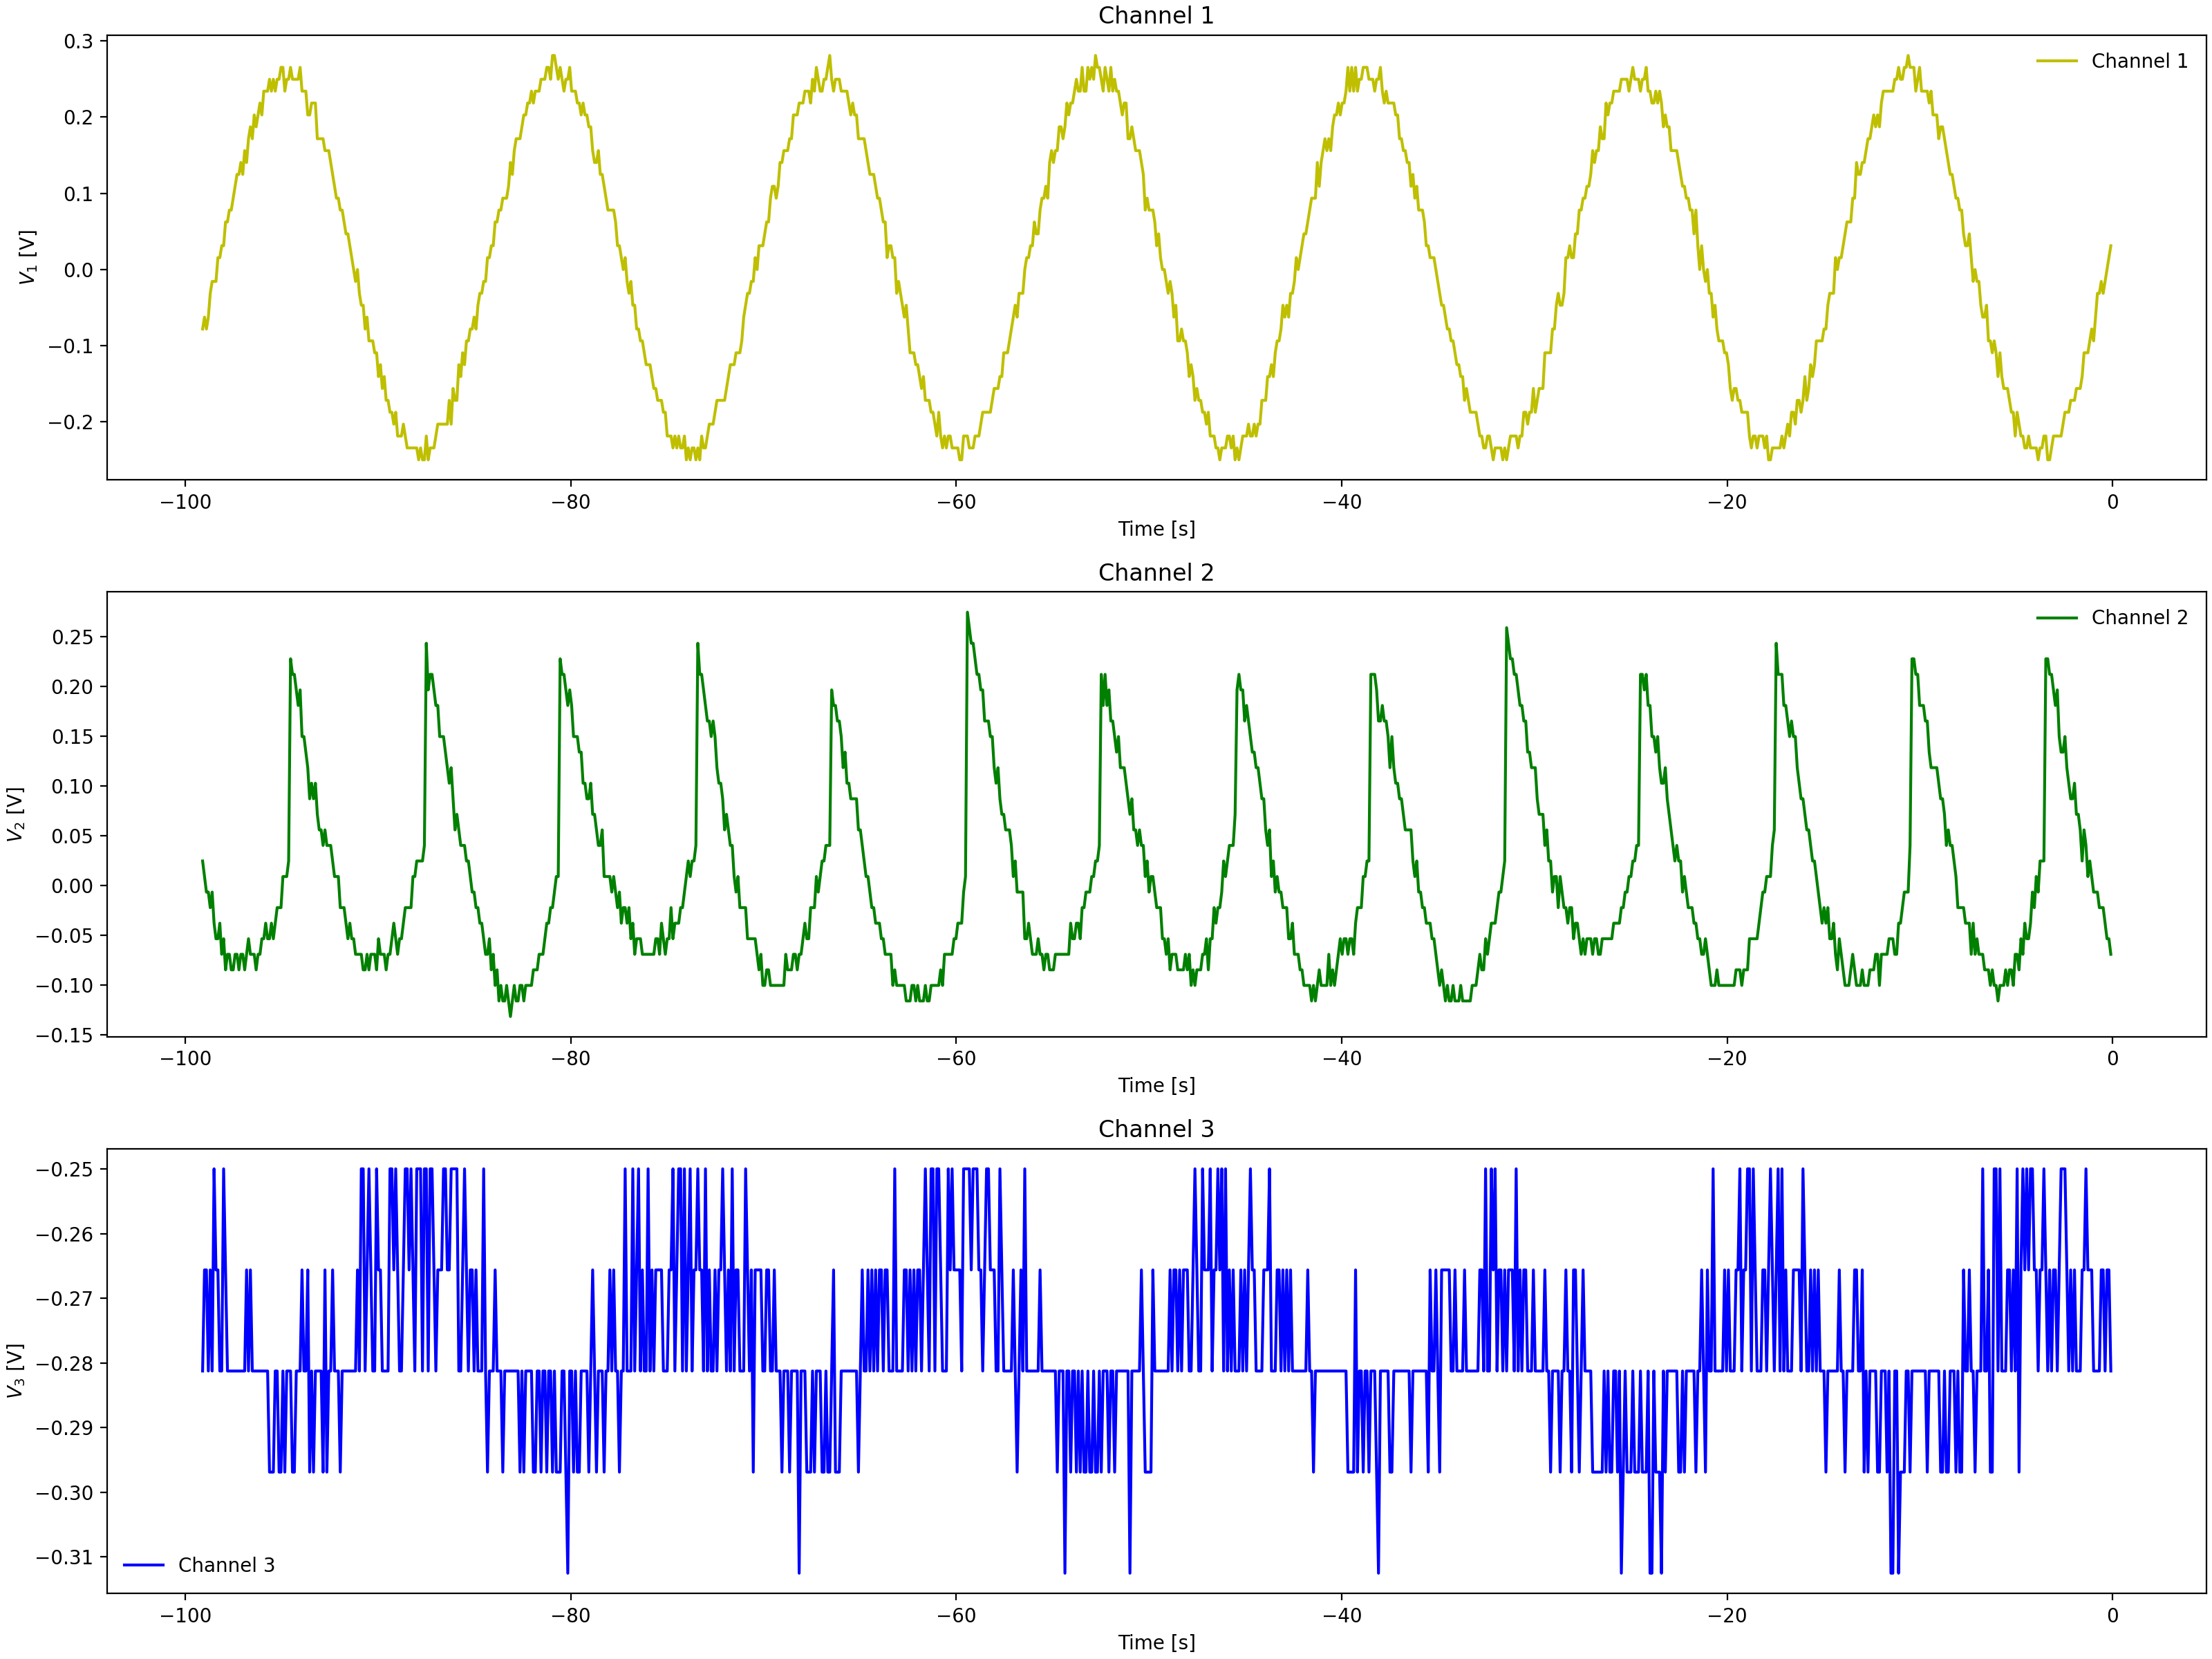 Channel 1
0.3
0.2
0.1
0.0
−0.1
−0.2
V1 [V]
Channel 1
−100 −80 −60 −40 −20 0
Time [s]
Channel 2
0.25
0.20
0.15
0.10
0.05
0.00
−0.05
−0.10
−0.15
V2 [V]
Channel 2
−100 −80 −60 −40 −20 0
Time [s]
Channel 3
−0.25
−0.26
−0.27
−0.28
−0.29
−0.30
−0.31
V3 [V]
Channel 3
−100 −80 −60 −40 −20 0
Time [s]